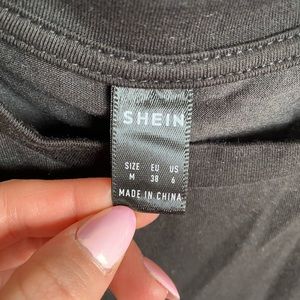 SHEIN
SIZE EU US
M 38 6
MADE IN CHINA